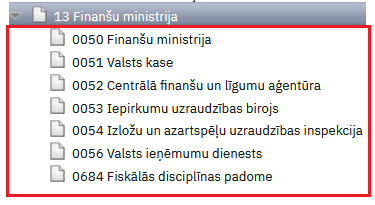 13 Finanšu ministrija
0050 Finanšu ministrija
0051 Valsts kase
0052 Centrālā finanšu un līgumu aģentūra
0053 Iepirkumu uzraudzības birojs
0054 Izložu un azartspēļu uzraudzības inspekcija
0056 Valsts ieņēmumu dienests
0684 Fiskālās disciplīnas padome